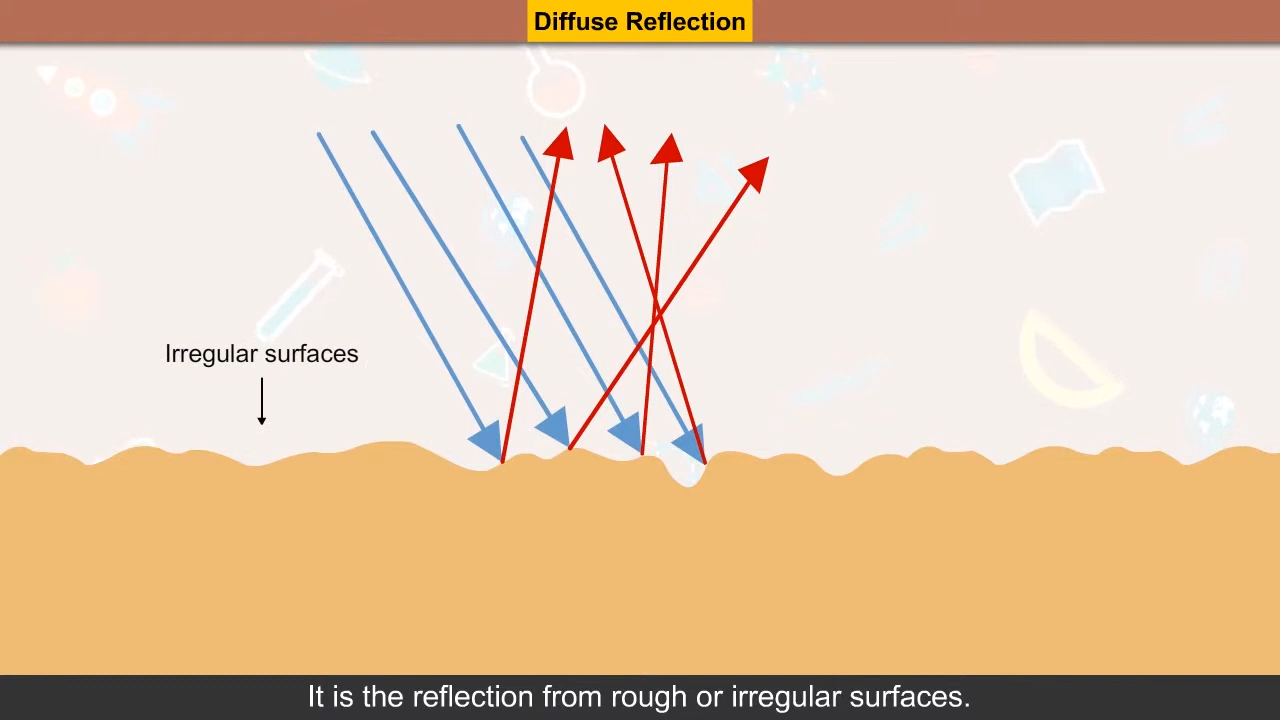 Diffuse Reflection
Irregular surfaces
It is the reflection from rough or irregular surfaces.